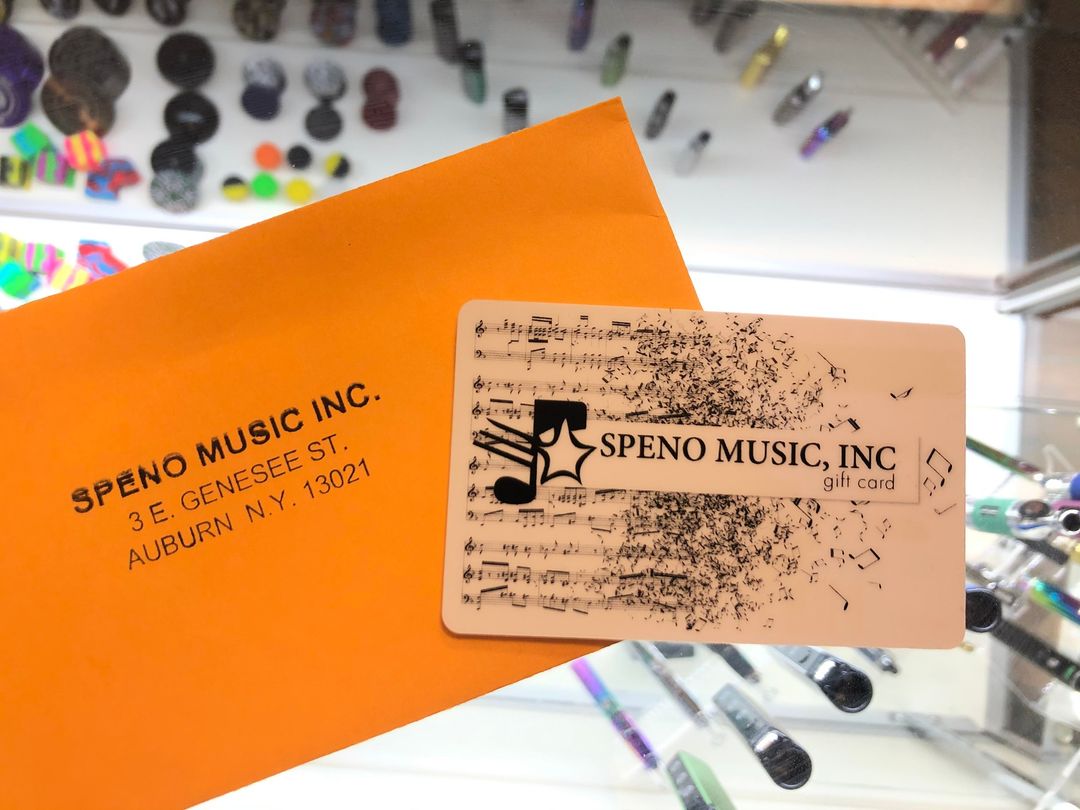 SPENO MUSIC INC.
3 E. GENESEE ST.
AUBURN N.Y. 13021
SPENO MUSIC, INC
gift card